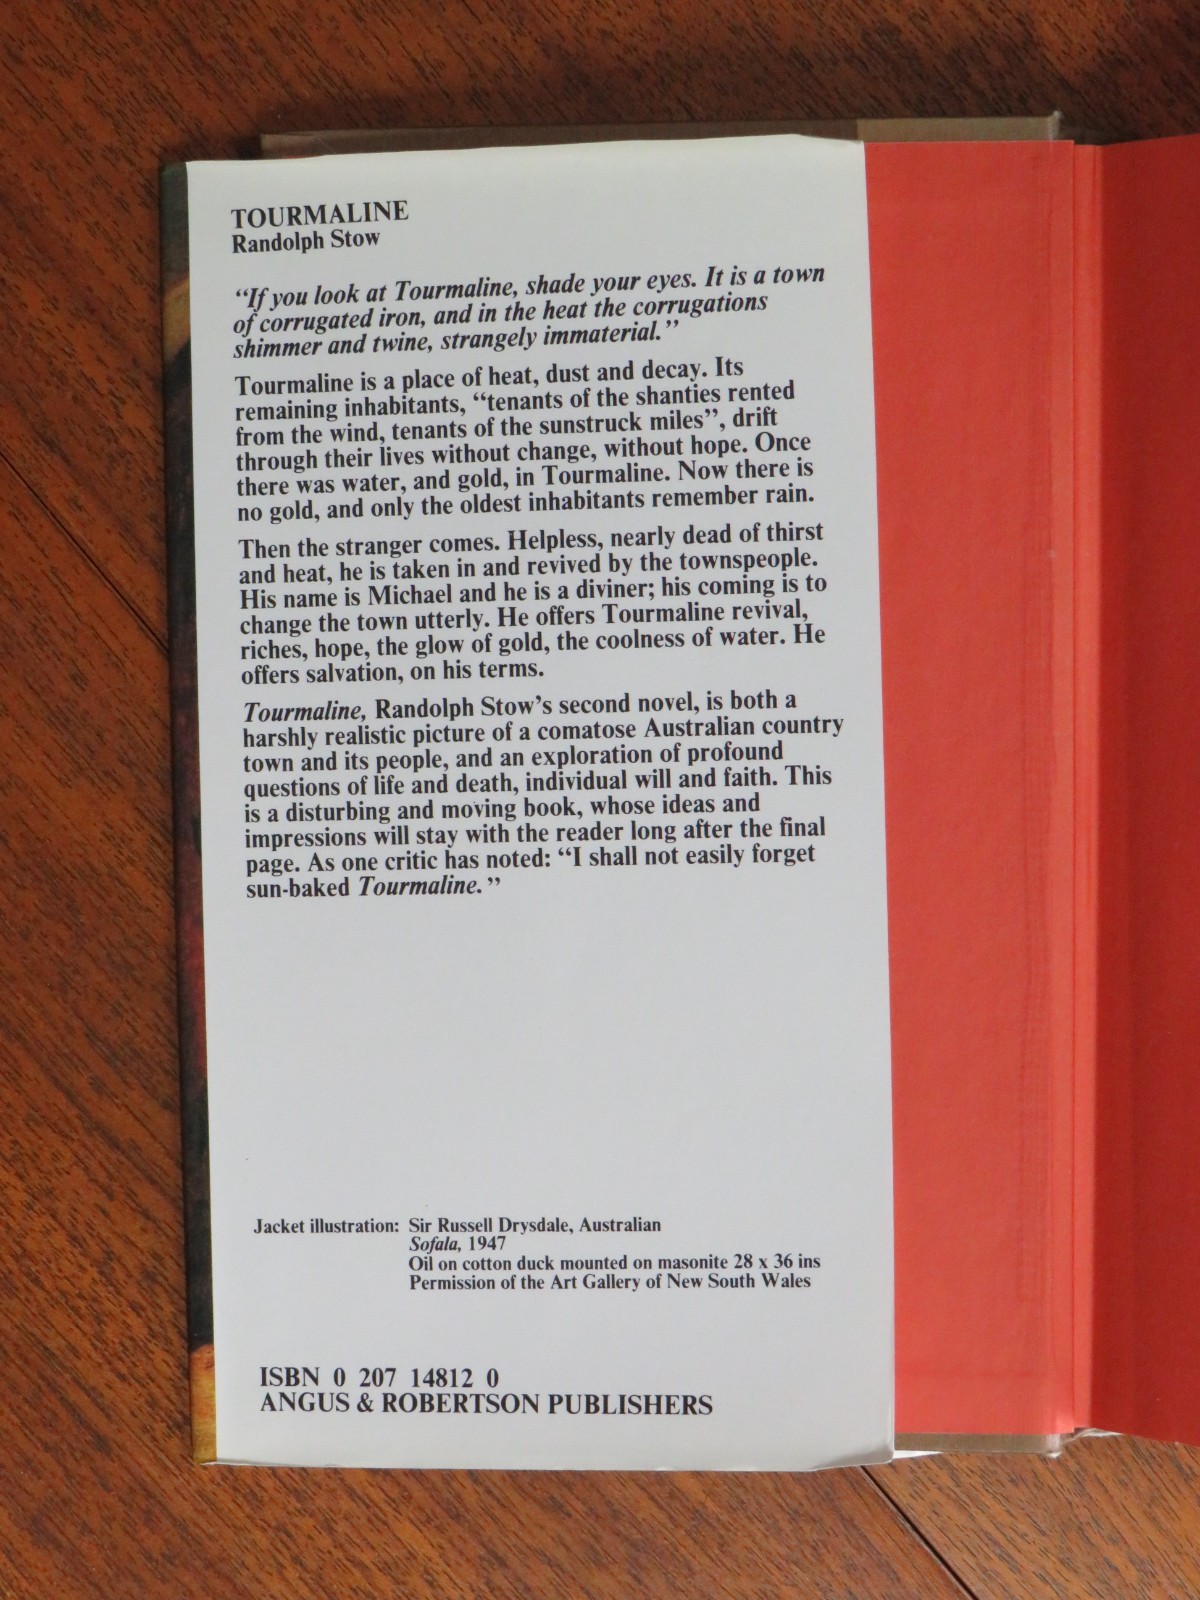 TOURMALINE
Randolph Stow
“If you look at Tourmaline, shade your eyes. It is a town
of corrugated iron, and in the heat the corrugations
shimmer and twine, strangely immaterial.”
Tourmaline is a place of heat, dust and decay. Its
remaining inhabitants, “tenants of the shanties rented
from the wind, tenants of the sunstruck miles”, drift
through their lives without change, without hope. Once
there was water, and gold, in Tourmaline. Now there is
no gold, and only the oldest inhabitants remember rain.
Then the stranger comes. Helpless, nearly dead of thirst
and heat, he is taken in and revived by the townspeople.
His name is Michael and he is a diviner; his coming is to
change the town utterly. He offers Tourmaline revival,
riches, hope, the glow of gold, the coolness of water. He
offers salvation, on his terms.
Tourmaline, Randolph Stow’s second novel, is both a
harshly realistic picture of a comatose Australian country
town and its people, and an exploration of profound
questions of life and death, individual will and faith. This
is a disturbing and moving book, whose ideas and
impressions will stay with the reader long after the final
page. As one critic has noted: “I shall not easily forget
sun-baked Tourmaline.”
Jacket illustration: Sir Russell Drysdale, Australian
Sofala, 1947
Oil on cotton duck mounted on masonite 28 x 36 ins
Permission of the Art Gallery of New South Wales
ISBN 0 207 14812 0
ANGUS & ROBERTSON PUBLISHERS